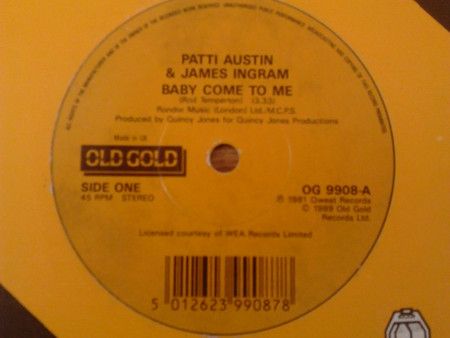 PATTI AUSTIN
& JAMES INGRAM
BABY COME TO ME
(Rod Temperton) (3.33)
Rondor Music (London) Ltd./M.C.P.S.
Produced by Quincy Jones for Quincy Jones Productions
Made in UK
OLD GOLD
SIDE ONE
45 RPM STEREO
OG 9908-A
℗ 1981 Qwest Records
© 1989 Old Gold
Records Ltd.
Licensed courtesy of WEA Records Limited
5 012623 990878